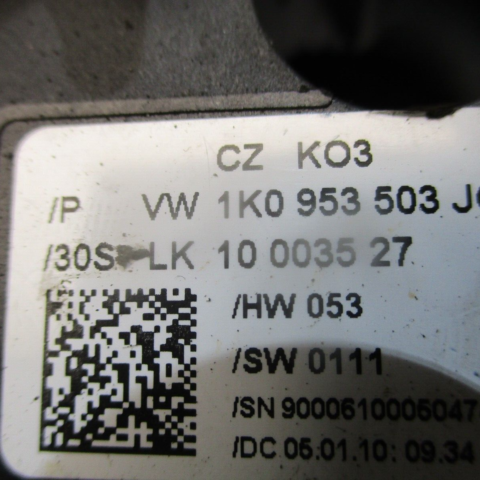 CZ KO3
/P VW 1K0 953 503
/30S LK 10 0035 27
/HW 053
/SW 0111
/SN 9000610005047
/DC 05.01.10: 09.34